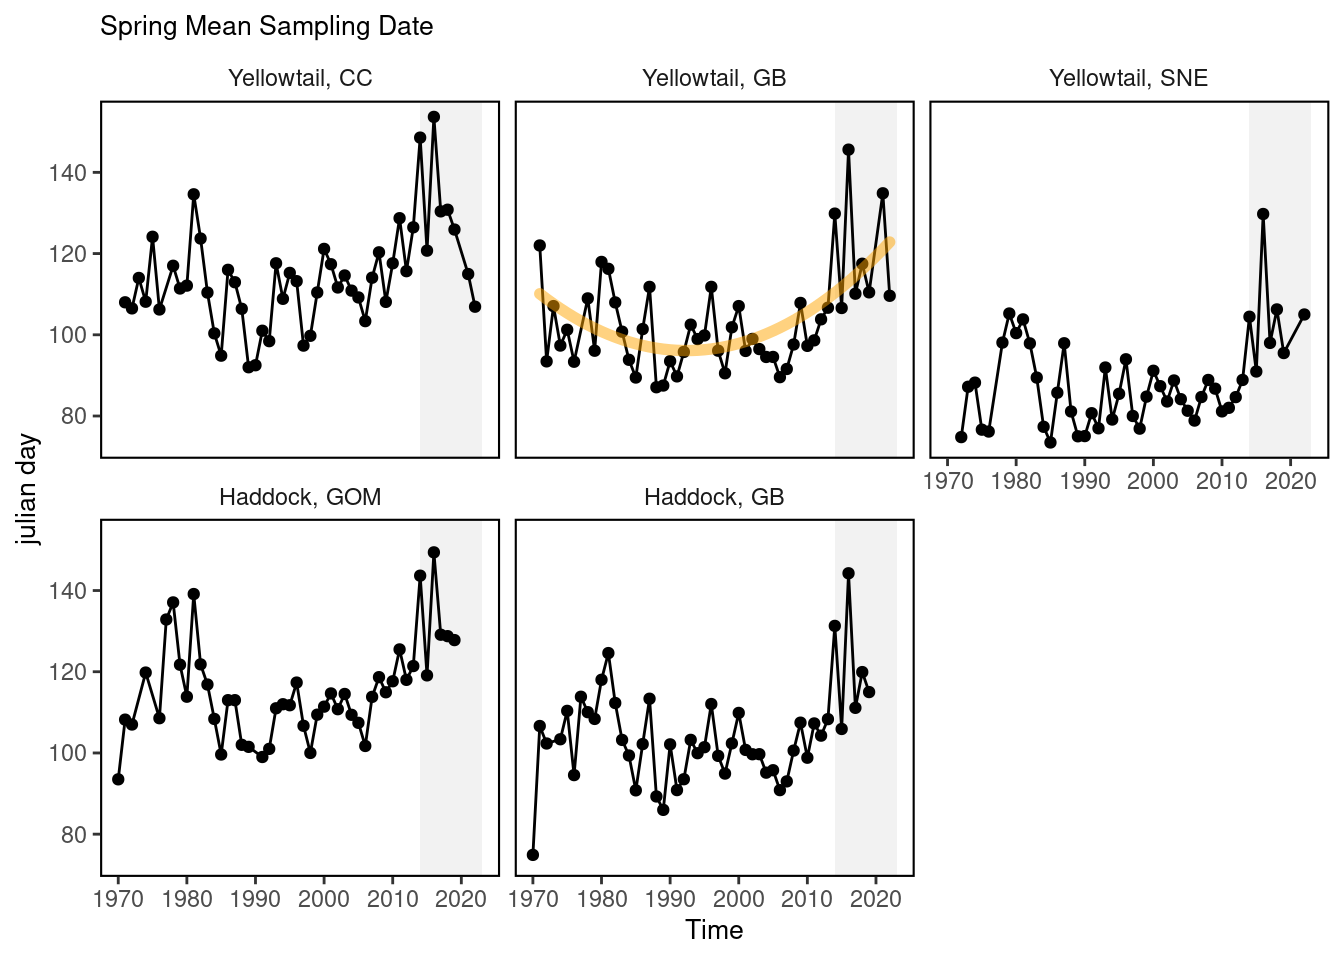 Spring Mean Sampling Date
Yellowtail, CC
Yellowtail, GB
Yellowtail, SNE
140
120
100
80
1970 1980 1990 2000 2010 2020
julian day
Haddock, GOM
Haddock, GB
140
120
100
80
1970 1980 1990 2000 2010 2020
1970 1980 1990 2000 2010 2020
Time